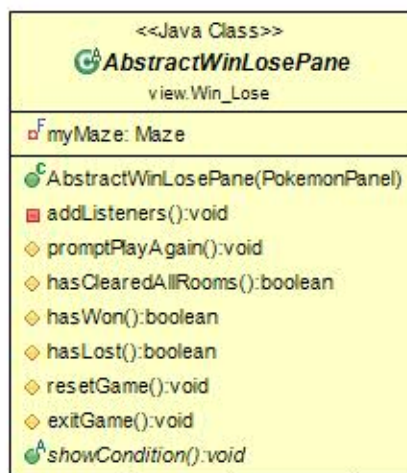 <<Java Class>>
AbstractWinLosePane
view.Win_Lose
myMaze: Maze
AbstractWinLosePane(PokemonPanel)
addListeners():void
promptPlayAgain():void
hasClearedAllRooms():boolean
hasWon():boolean
hasLost():boolean
resetGame():void
exitGame():void
showCondition():void